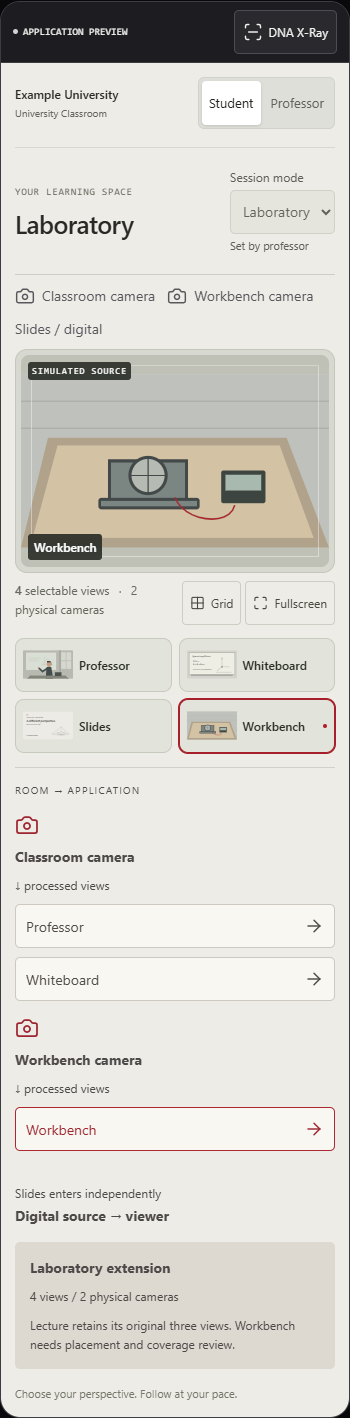 APPLICATION PREVIEW
DNA X-Ray
Example University
University Classroom
Student
Professor
YOUR LEARNING SPACE
Laboratory
Session mode
Laboratory
Set by professor
Classroom camera
Workbench camera
Slides / digital
SIMULATED SOURCE
Workbench
4 selectable views · 2
physical cameras
Grid
Fullscreen
Professor
Whiteboard
Slides
Workbench
ROOM → APPLICATION
Classroom camera
↓ processed views
Professor
Whiteboard
Workbench camera
↓ processed views
Workbench
Slides enters independently
Digital source → viewer
Laboratory extension
4 views / 2 physical cameras
Lecture retains its original three views. Workbench
needs placement and coverage review.
Choose your perspective. Follow at your pace.